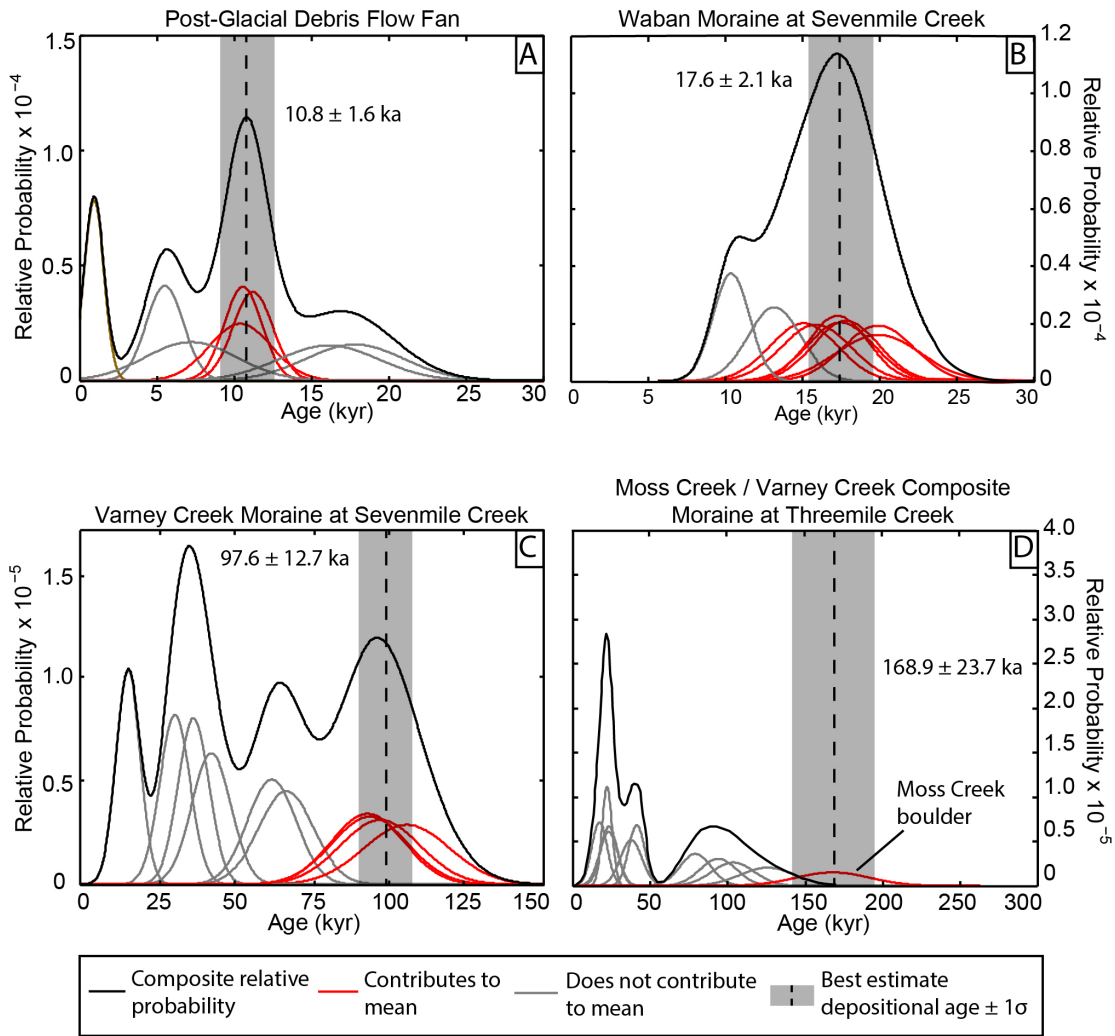 Post-Glacial Debris Flow Fan
A
10.8 ± 1.6 ka
Relative Probability x 10⁻⁴
1.5
1.0
0.5
0
0 5 10 15 20 25 30
Age (kyr)
Waban Moraine at Sevenmile Creek
B
17.6 ± 2.1 ka
Relative Probability x 10⁻⁴
1.2
1.0
0.8
0.6
0.4
0.2
0
0 5 10 15 20 25 30
Age (kyr)
Varney Creek Moraine at Sevenmile Creek
C
97.6 ± 12.7 ka
Relative Probability x 10⁻⁵
1.5
1.0
0.5
0
0 25 50 75 100 125 150
Age (kyr)
Moss Creek / Varney Creek Composite
Moraine at Threemile Creek
D
168.9 ± 23.7 ka
Moss Creek
boulder
Relative Probability x 10⁻⁵
4.0
3.5
3.0
2.5
2.0
1.5
1.0
0.5
0
0 50 100 150 200 250 300
Age (kyr)
Composite relative
probability
Contributes to
mean
Does not contribute
to mean
Best estimate
depositional age ± 1σ